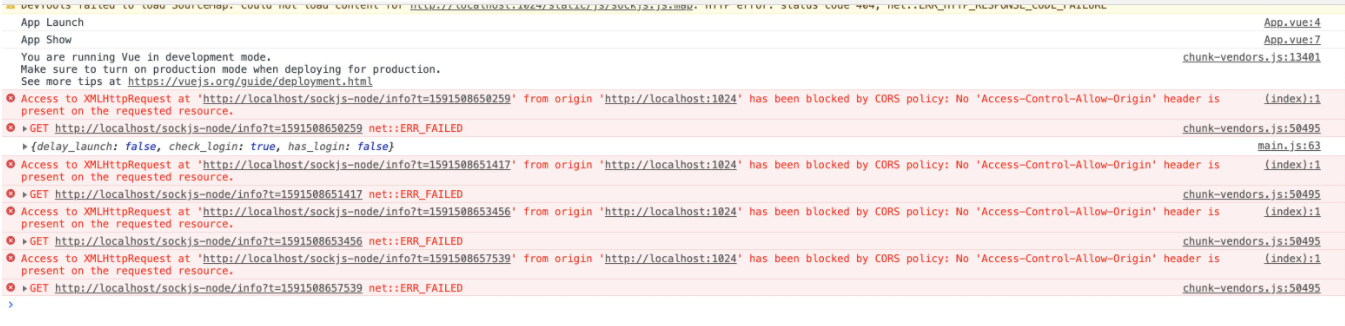 DevTools failed to load SourceMap: Could not load content for http://localhost:1024/static/js/sockjs.js.map: HTTP error: status code 404, net::ERR_HTTP_RESPONSE_CODE_FAILURE
App Launch App.vue:4
App Show App.vue:7
You are running Vue in development mode. chunk-vendors.js:13401
Make sure to turn on production mode when deploying for production.
See more tips at https://vuejs.org/guide/deployment.html
Access to XMLHttpRequest at 'http://localhost/sockjs-node/info?t=1591508650259' from origin 'http://localhost:1024' has been blocked by CORS policy: No 'Access-Control-Allow-Origin' header is (index):1
present on the requested resource.
GET http://localhost/sockjs-node/info?t=1591508650259 net::ERR_FAILED chunk-vendors.js:50495
{delay_launch: false, check_login: true, has_login: false} main.js:63
Access to XMLHttpRequest at 'http://localhost/sockjs-node/info?t=1591508651417' from origin 'http://localhost:1024' has been blocked by CORS policy: No 'Access-Control-Allow-Origin' header is (index):1
present on the requested resource.
GET http://localhost/sockjs-node/info?t=1591508651417 net::ERR_FAILED chunk-vendors.js:50495
Access to XMLHttpRequest at 'http://localhost/sockjs-node/info?t=1591508653456' from origin 'http://localhost:1024' has been blocked by CORS policy: No 'Access-Control-Allow-Origin' header is (index):1
present on the requested resource.
GET http://localhost/sockjs-node/info?t=1591508653456 net::ERR_FAILED chunk-vendors.js:50495
Access to XMLHttpRequest at 'http://localhost/sockjs-node/info?t=1591508657539' from origin 'http://localhost:1024' has been blocked by CORS policy: No 'Access-Control-Allow-Origin' header is (index):1
present on the requested resource.
GET http://localhost/sockjs-node/info?t=1591508657539 net::ERR_FAILED chunk-vendors.js:50495